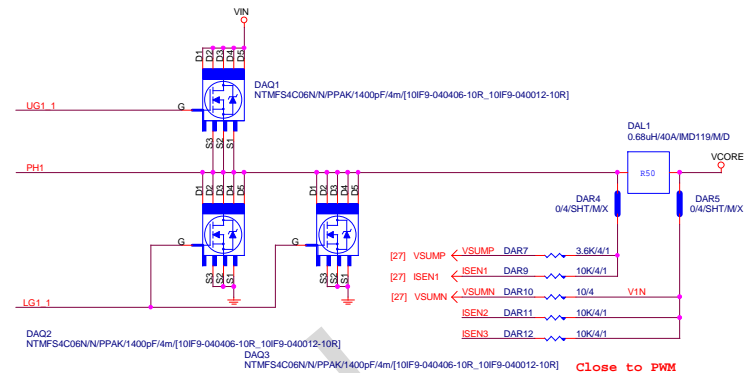 VIN
D1 D2 D3 D4 D5
DAQ1
NTMFS4C06N/N/PPAK/1400pF/4m/[10IF9-040406-10R_10IF9-040012-10R]
UG1_1
G
S3 S2 S1
DAL1
0.68uH/40A/IMD119/M/D
VCORE
PH1
R50
D1 D2 D3 D4 D5
D1 D2 D3 D4 D5
DAR4
0/4/SHT/M/X
DAR5
0/4/SHT/M/X
G
G
S3 S2 S1
S3 S2 S1
[27] VSUMP VSUMP DAR7 3.6K/4/1
[27] ISEN1 ISEN1 DAR9 10K/4/1
[27] VSUMN VSUMN DAR10 10/4 V1N
ISEN2 DAR11 10K/4/1
ISEN3 DAR12 10K/4/1
LG1_1
DAQ2
NTMFS4C06N/N/PPAK/1400pF/4m/[10IF9-040406-10R_10IF9-040012-10R]
DAQ3
NTMFS4C06N/N/PPAK/1400pF/4m/[10IF9-040406-10R_10IF9-040012-10R]
Close to PWM